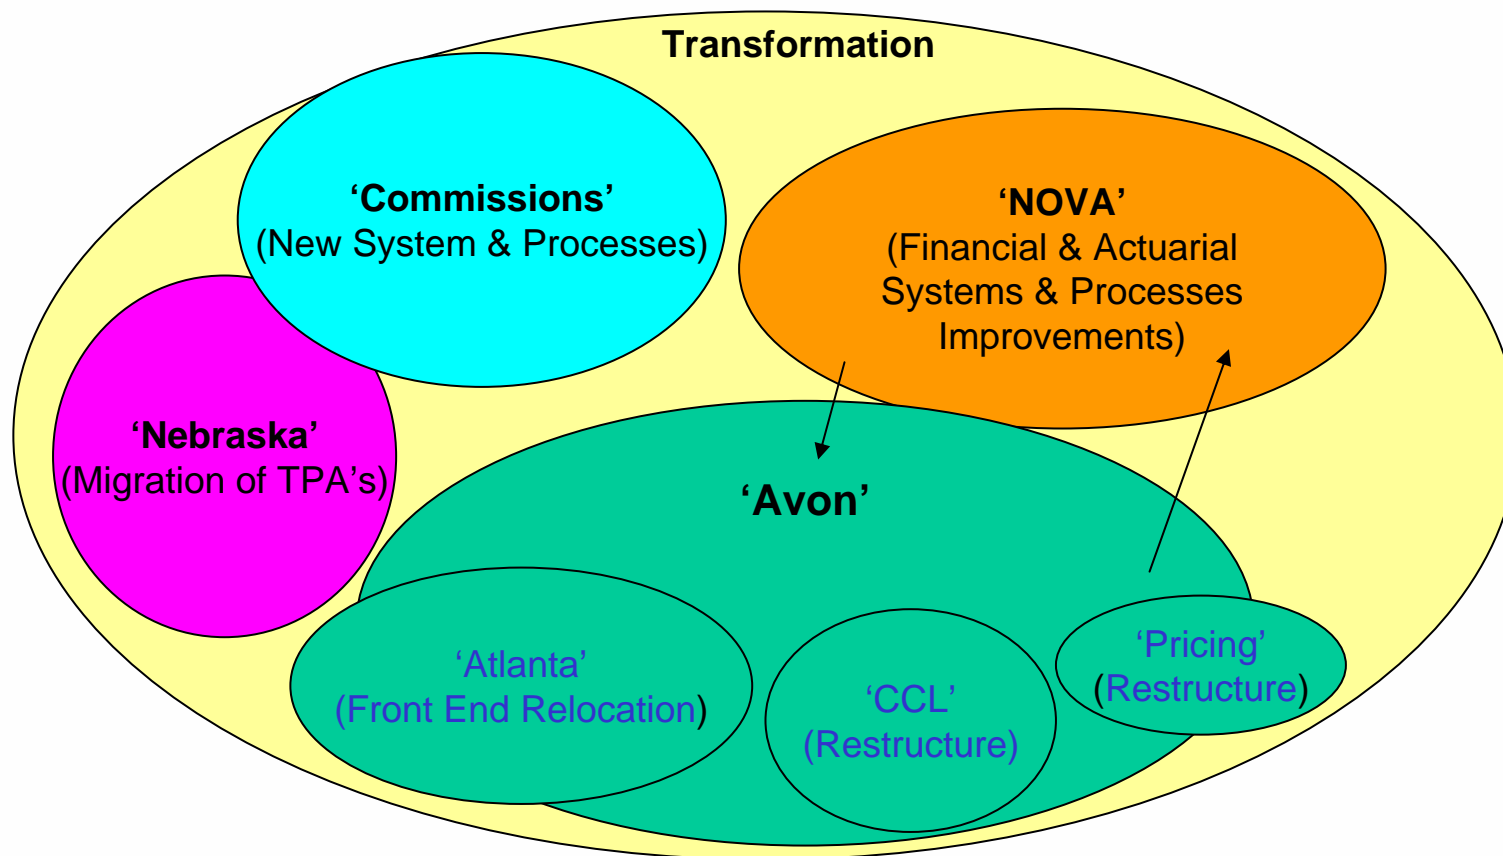 Transformation
‘Commissions’
(New System & Processes)
‘NOVA’
(Financial & Actuarial
Systems & Processes
Improvements)
‘Nebraska’
(Migration of TPA’s)
‘Avon’
‘Atlanta’
(Front End Relocation)
‘CCL’
(Restructure)
‘Pricing’
(Restructure)